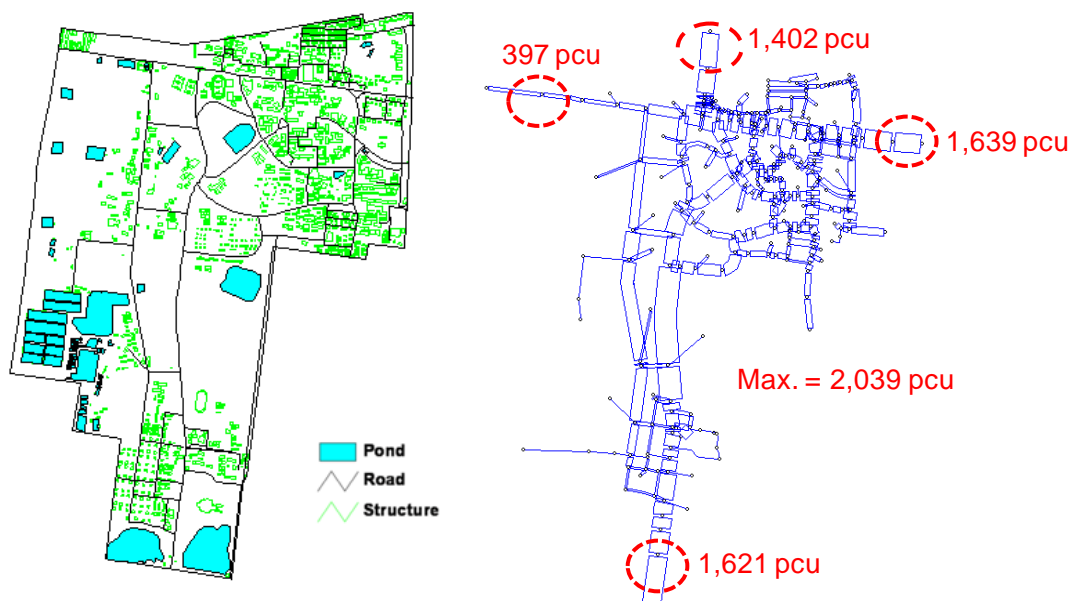 397 pcu
1,402 pcu
1,639 pcu
Max. = 2,039 pcu
Pond
Road
Structure
1,621 pcu